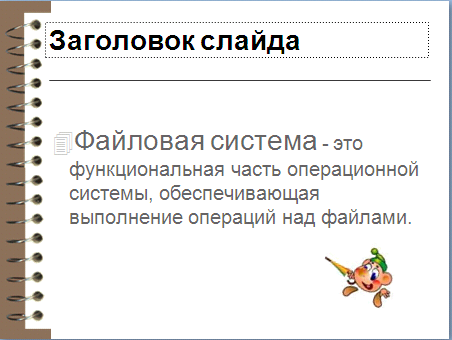 Заголовок слайда
Файловая система - это
функциональная часть операционной
системы, обеспечивающая
выполнение операций над файлами.